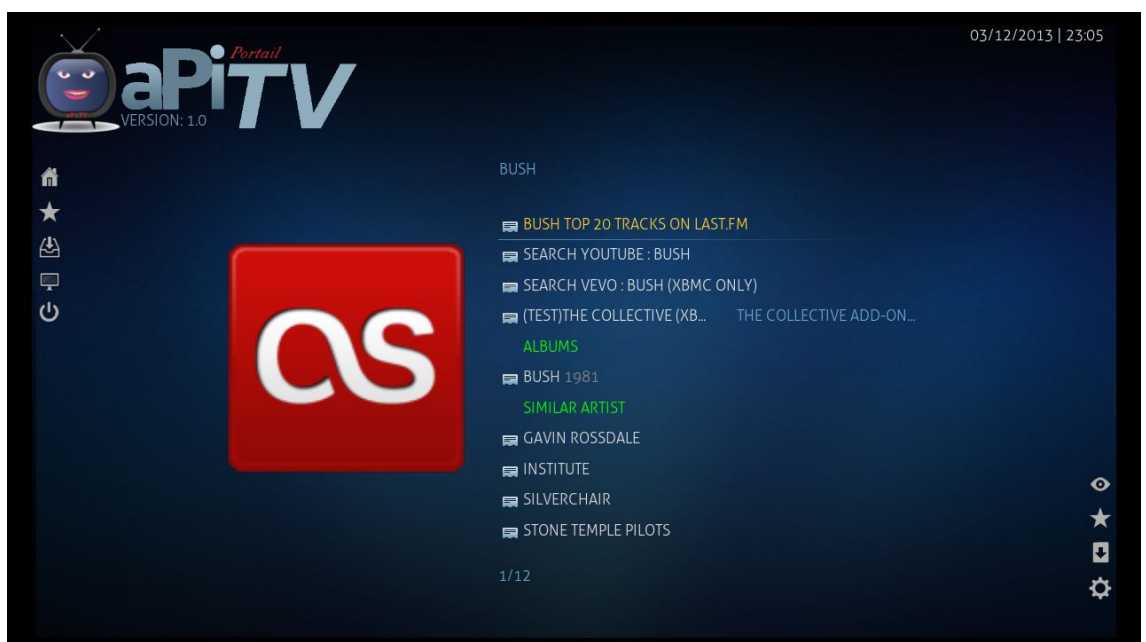 03/12/2013 | 23:05
Portail
aPiTV
APITV
VERSION: 1.0
BUSH
BUSH TOP 20 TRACKS ON LAST.FM
SEARCH YOUTUBE : BUSH
SEARCH VEVO : BUSH (XBMC ONLY)
(TEST)THE COLLECTIVE (XB... THE COLLECTIVE ADD-ON...
ALBUMS
BUSH 1981
SIMILAR ARTIST
GAVIN ROSSDALE
INSTITUTE
SILVERCHAIR
STONE TEMPLE PILOTS
1/12